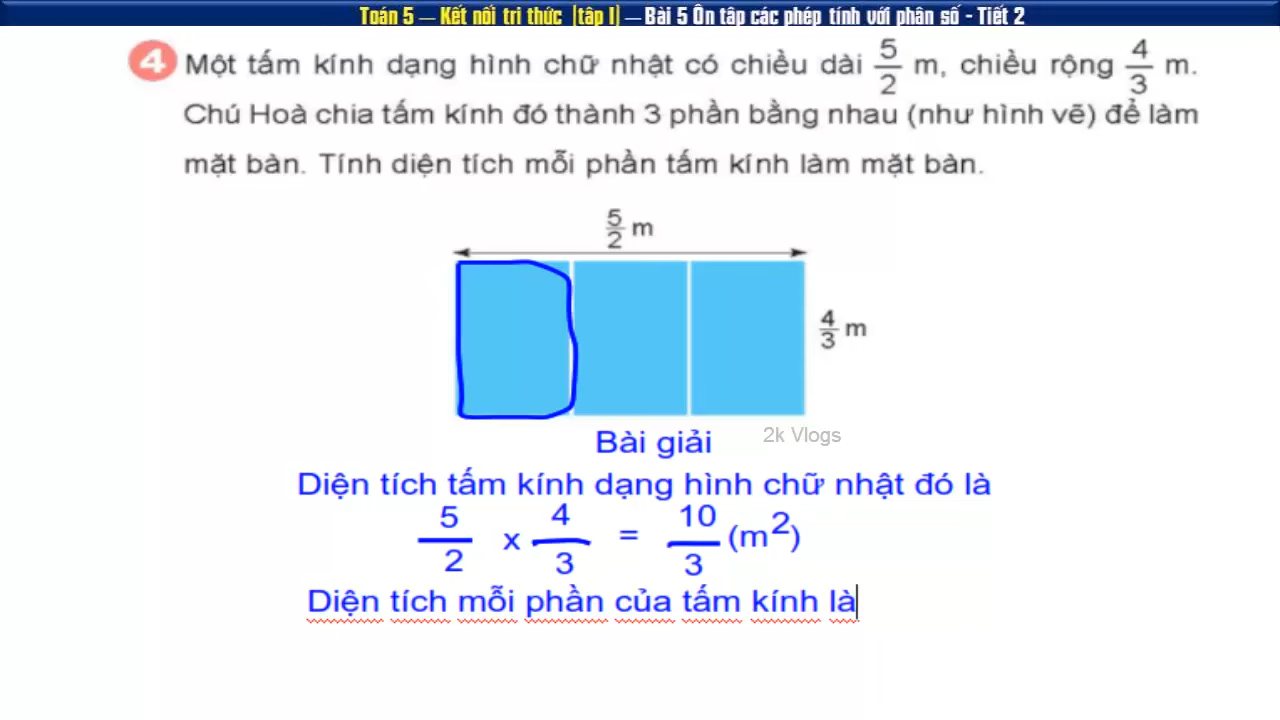 Toán 5 – Kết nối tri thức [tập 1] – Bài 5 Ôn tập các phép tính với phân số - Tiết 2
4 Một tấm kính dạng hình chữ nhật có chiều dài 5/2 m, chiều rộng 4/3 m.
Chú Hoà chia tấm kính đó thành 3 phần bằng nhau (như hình vẽ) để làm
mặt bàn. Tính diện tích mỗi phần tấm kính làm mặt bàn.
5/2 m
4/3 m
Bài giải
2k Vlogs
Diện tích tấm kính dạng hình chữ nhật đó là
5/2 x 4/3 = 10/3 (m²)
Diện tích mỗi phần của tấm kính là